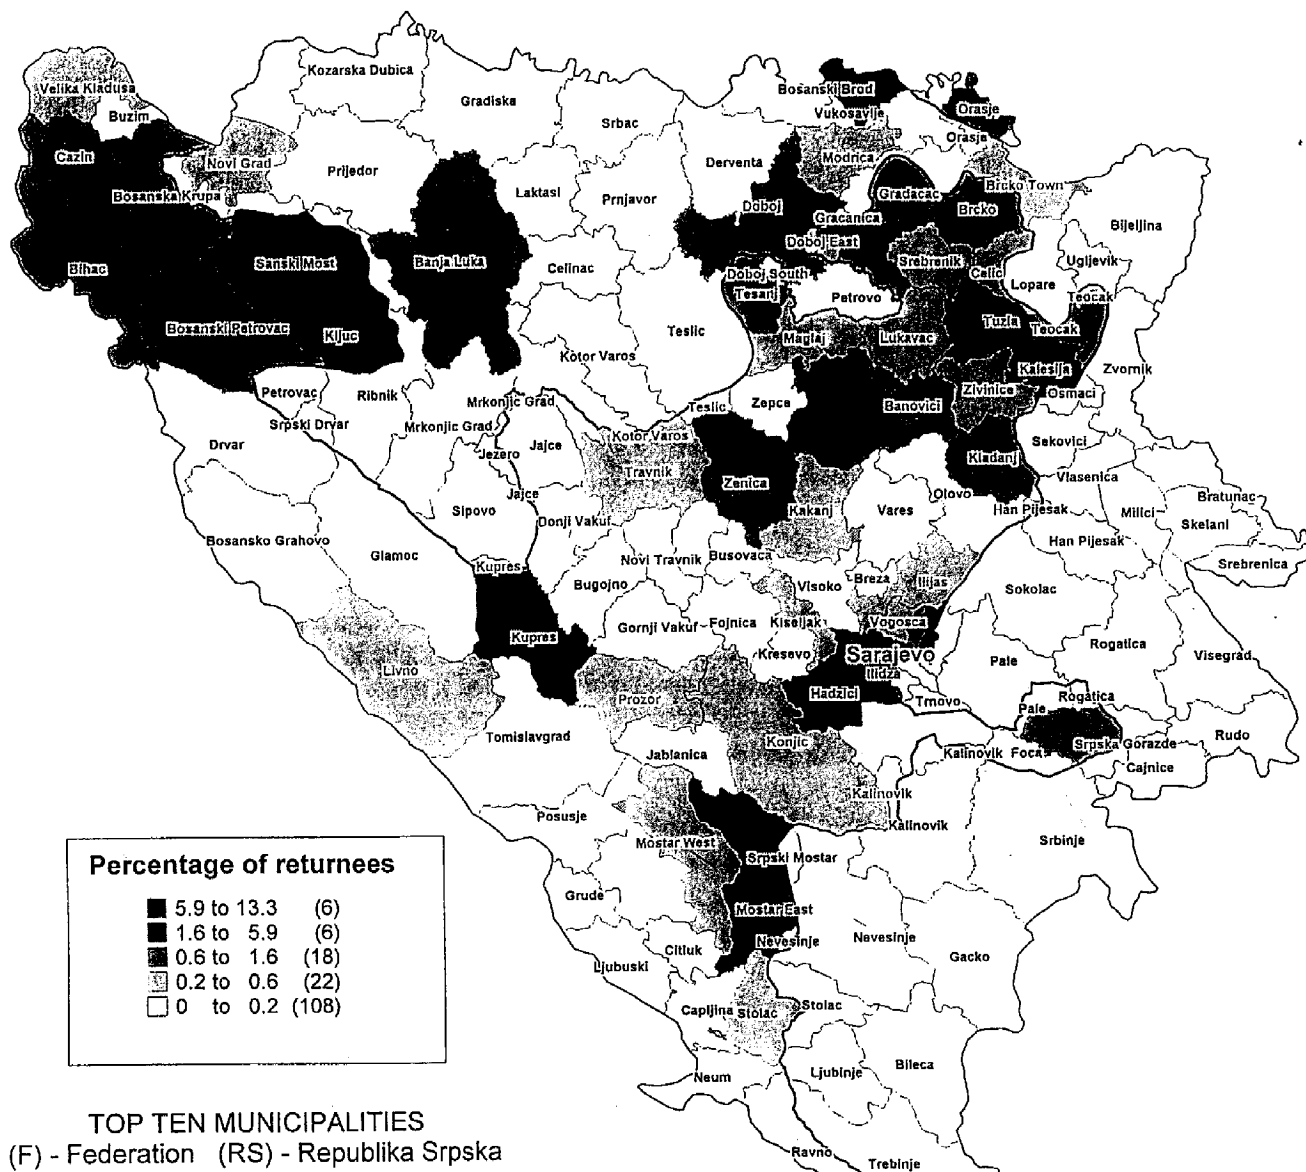 Kozarska Dubica
Bosanski Brod
Velika Kladusa
Gradiska
Orasje
Buzim
Vukosavlje
Srbac
Orasje
Cazin
Novi Grad
Derventa
Modrica
Prijedor
Brcko Town
Bosanska Krupa
Laktasi
Prnjavor
Doboj
Gradacac
Gracanica
Brcko
Bijeljina
Doboj East
Bihac
Sanski Most
Banja Luka
Celinac
Srebrenik
Celic
Ugljevik
Doboj South
Lopare
Tesanj
Petrovo
Teocak
Bosanski Petrovac
Kljuc
Teslic
Maglaj
Lukavac
Tuzla
Teocak
Kotor Varos
Kalesija
Zvornik
Petrovac
Ribnik
Zivinice
Osmaci
Mrkonjic Grad
Teslic
Zepce
Banovici
Srpski Drvar
Mrkonjic Grad
Drvar
Jajce
Kotor Varos
Sekovici
Jezero
Travnik
Kladanj
Vlasenica
Zenica
Jajce
Olovo
Bratunac
Sipovo
Donji Vakuf
Kakanj
Vares
Han Pijesak
Milici
Skelani
Bosansko Grahovo
Glamoc
Han Pijesak
Novi Travnik
Busovaca
Srebrenica
Kupres
Bugojno
Visoko
Breza
Ilijas
Sokolac
Gornji Vakuf
Fojnica
Kiseljak
Vogosca
Kupres
Kresevo
Sarajevo
Rogatica
Visegrad
Livno
Ilidza
Pale
Prozor
Hadzici
Trnovo
Rogatica
Pale
Tomislavgrad
Konjic
Srpska Gorazde
Rudo
Jablanica
Kalinovik
Foca
Cajnice
Kalinovik
Posusje
Kalinovik
Mostar West
Srbinje
Srpski Mostar
Percentage of returnees
Grude
5.9 to 13.3 (6)
Mostar East
1.6 to 5.9 (6)
Nevesinje
Nevesinje
0.6 to 1.6 (18)
Citluk
Gacko
Ljubuski
0.2 to 0.6 (22)
0 to 0.2 (108)
Capljina
Stolac
Stolac
Ljubinje
Bileca
Neum
TOP TEN MUNICIPALITIES
(F) - Federation (RS) - Republika Srpska
Ravno
Trebinje